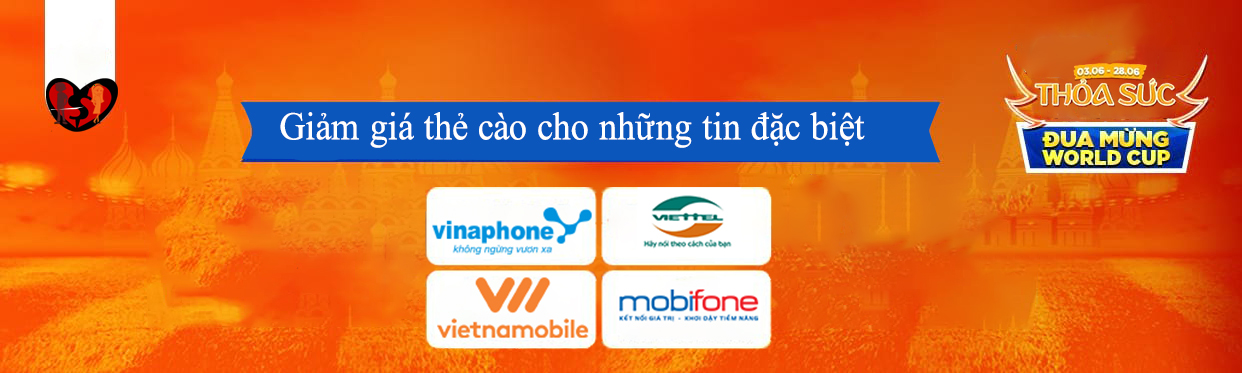 Giảm giá thẻ cào cho những tin đặc biệt
03.06 - 28.06
THỎA SỨC
ĐUA MỪNG
WORLD CUP
vinaphone
không ngừng vươn xa
VIETTEL
Hãy nói theo cách của bạn
vietnamobile
mobifone
KẾT NỐI GIÁ TRỊ - KHƠI DẬY TIỀM NĂNG